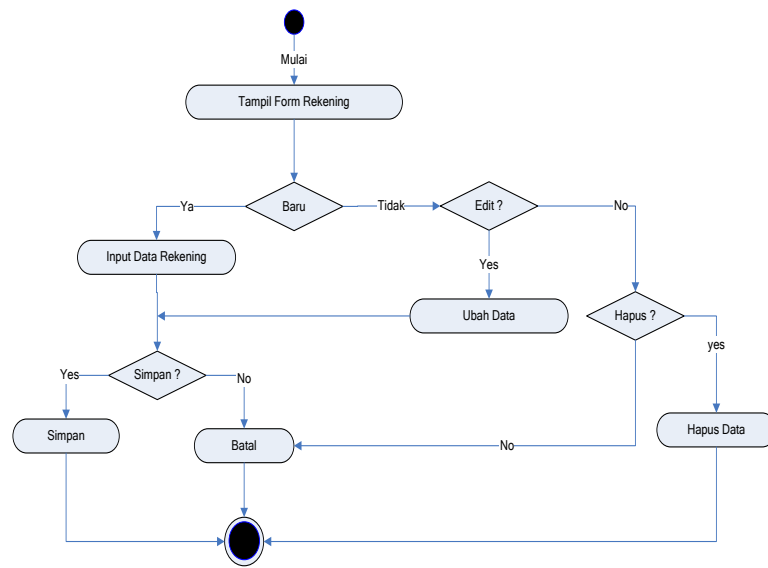 Mulai
Tampil Form Rekening
Ya
Baru
Tidak
Edit ?
No
Input Data Rekening
Yes
Ubah Data
Hapus ?
yes
Yes
Simpan ?
No
Simpan
Batal
No
Hapus Data